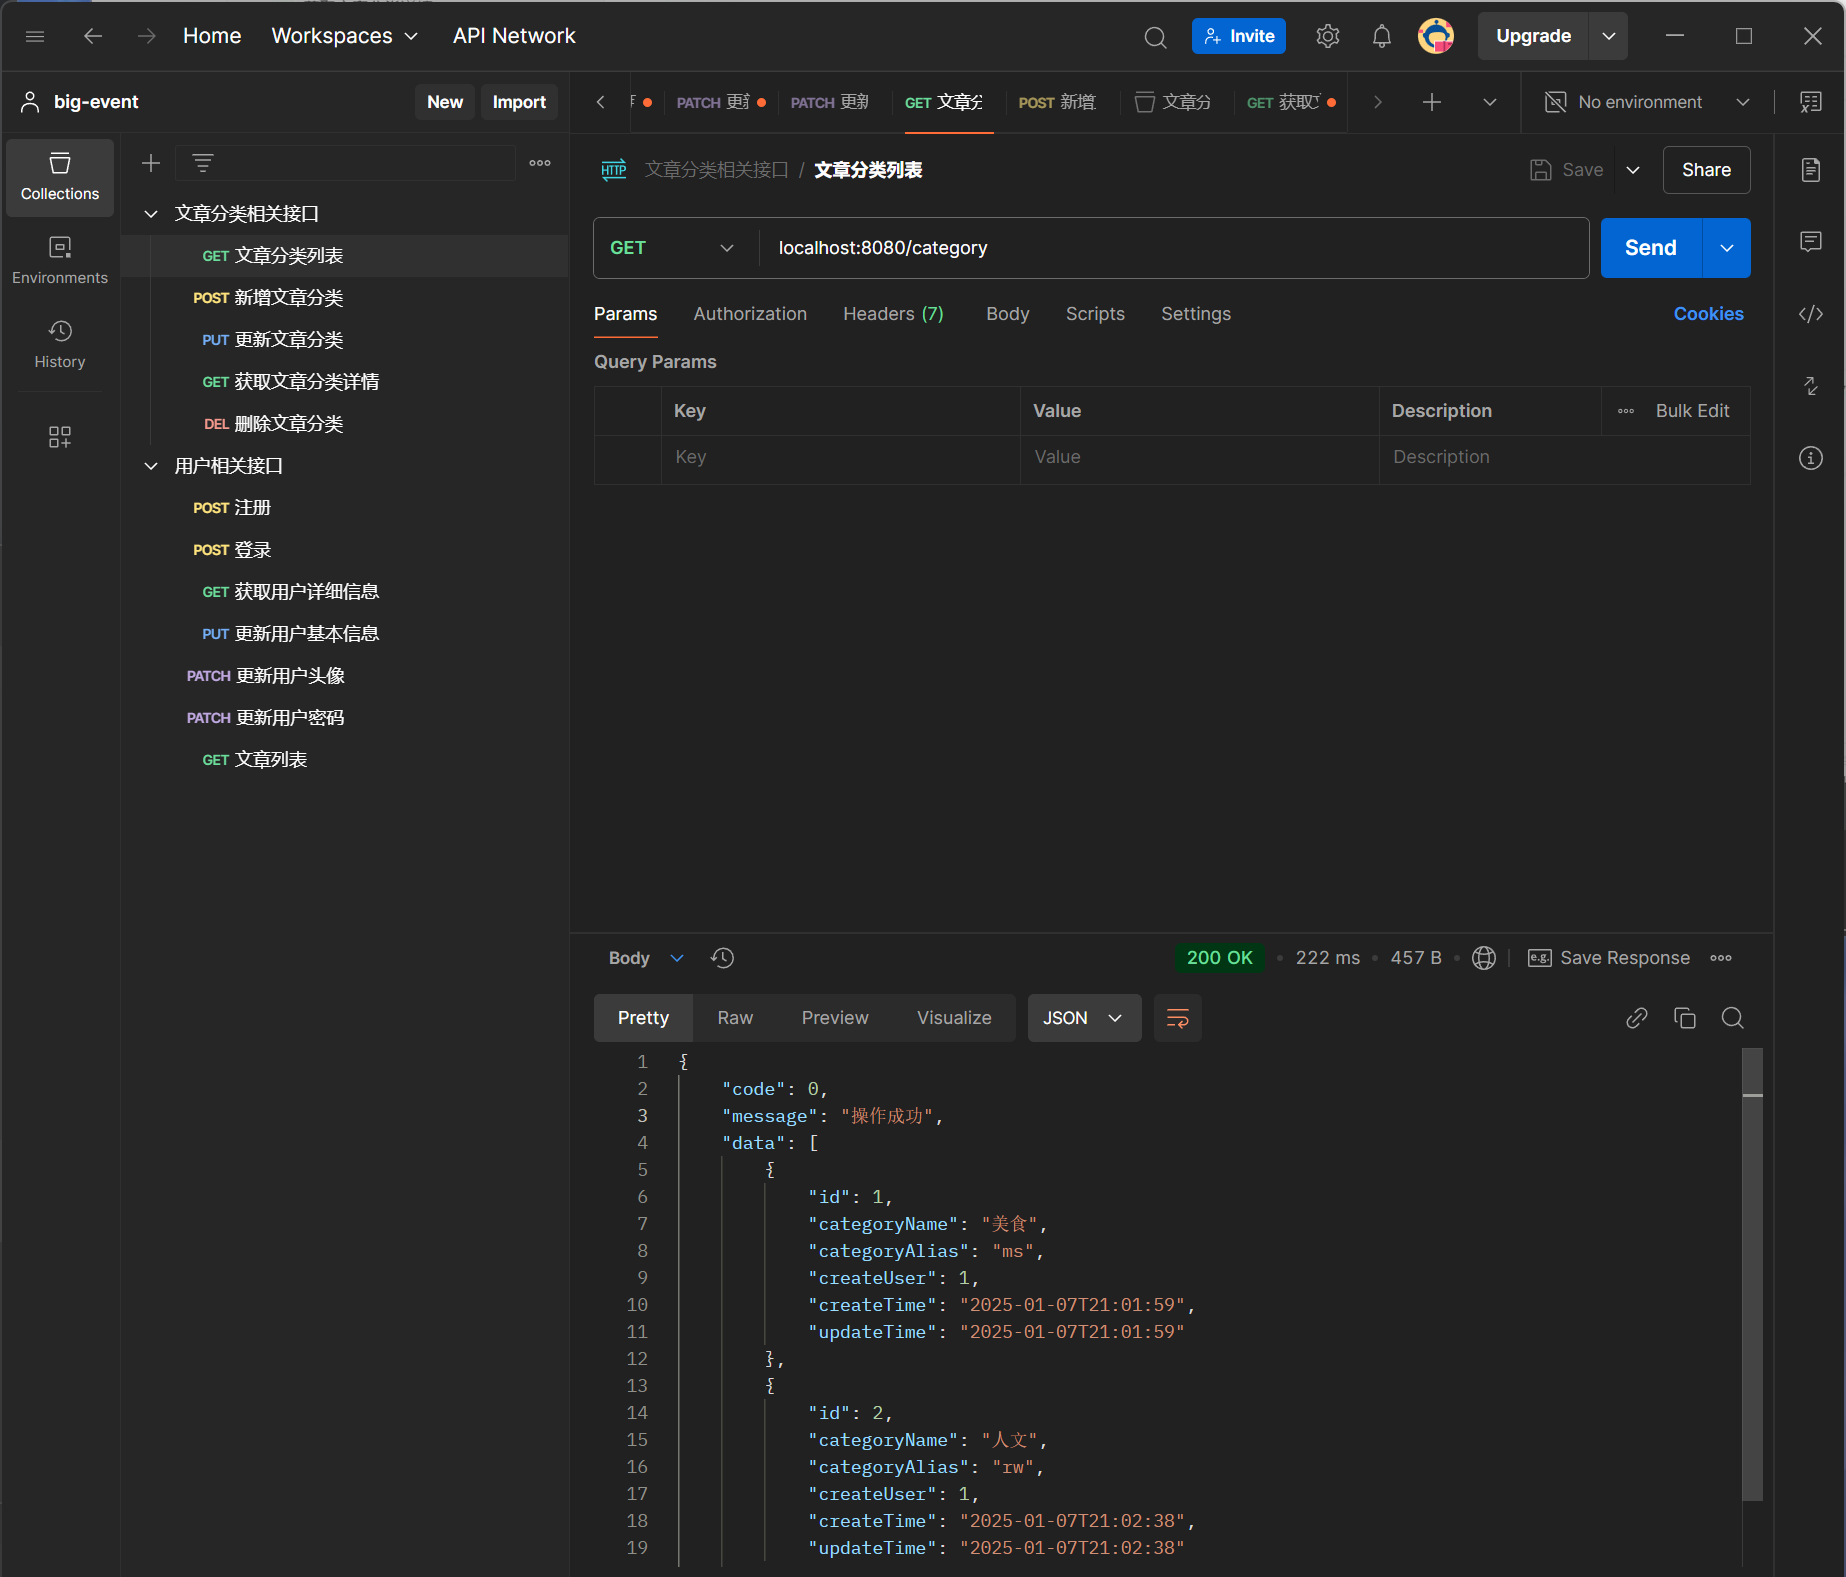 Home Workspaces API Network Invite Upgrade
big-event New Import
PATCH 更新 PATCH 更新 GET 文章分 POST 新增 文章分 GET 获取 No environment
Collections
Environments
History
文章分类相关接口
GET 文章分类列表
POST 新增文章分类
PUT 更新文章分类
GET 获取文章分类详情
DEL 删除文章分类
用户相关接口
POST 注册
POST 登录
GET 获取用户详细信息
PUT 更新用户基本信息
PATCH 更新用户头像
PATCH 更新用户密码
GET 文章列表
HTTP 文章分类相关接口 / 文章分类列表 Save Share
GET localhost:8080/category Send
Params Authorization Headers (7) Body Scripts Settings Cookies
Query Params
Key Value Description Bulk Edit
Key Value Description
Body 200 OK • 222 ms • 457 B • e.g. Save Response
Pretty Raw Preview Visualize JSON
1 {
2 "code": 0,
3 "message": "操作成功",
4 "data": [
5 {
6 "id": 1,
7 "categoryName": "美食",
8 "categoryAlias": "ms",
9 "createUser": 1,
10 "createTime": "2025-01-07T21:01:59",
11 "updateTime": "2025-01-07T21:01:59"
12 },
13 {
14 "id": 2,
15 "categoryName": "人文",
16 "categoryAlias": "rw",
17 "createUser": 1,
18 "createTime": "2025-01-07T21:02:38",
19 "updateTime": "2025-01-07T21:02:38"